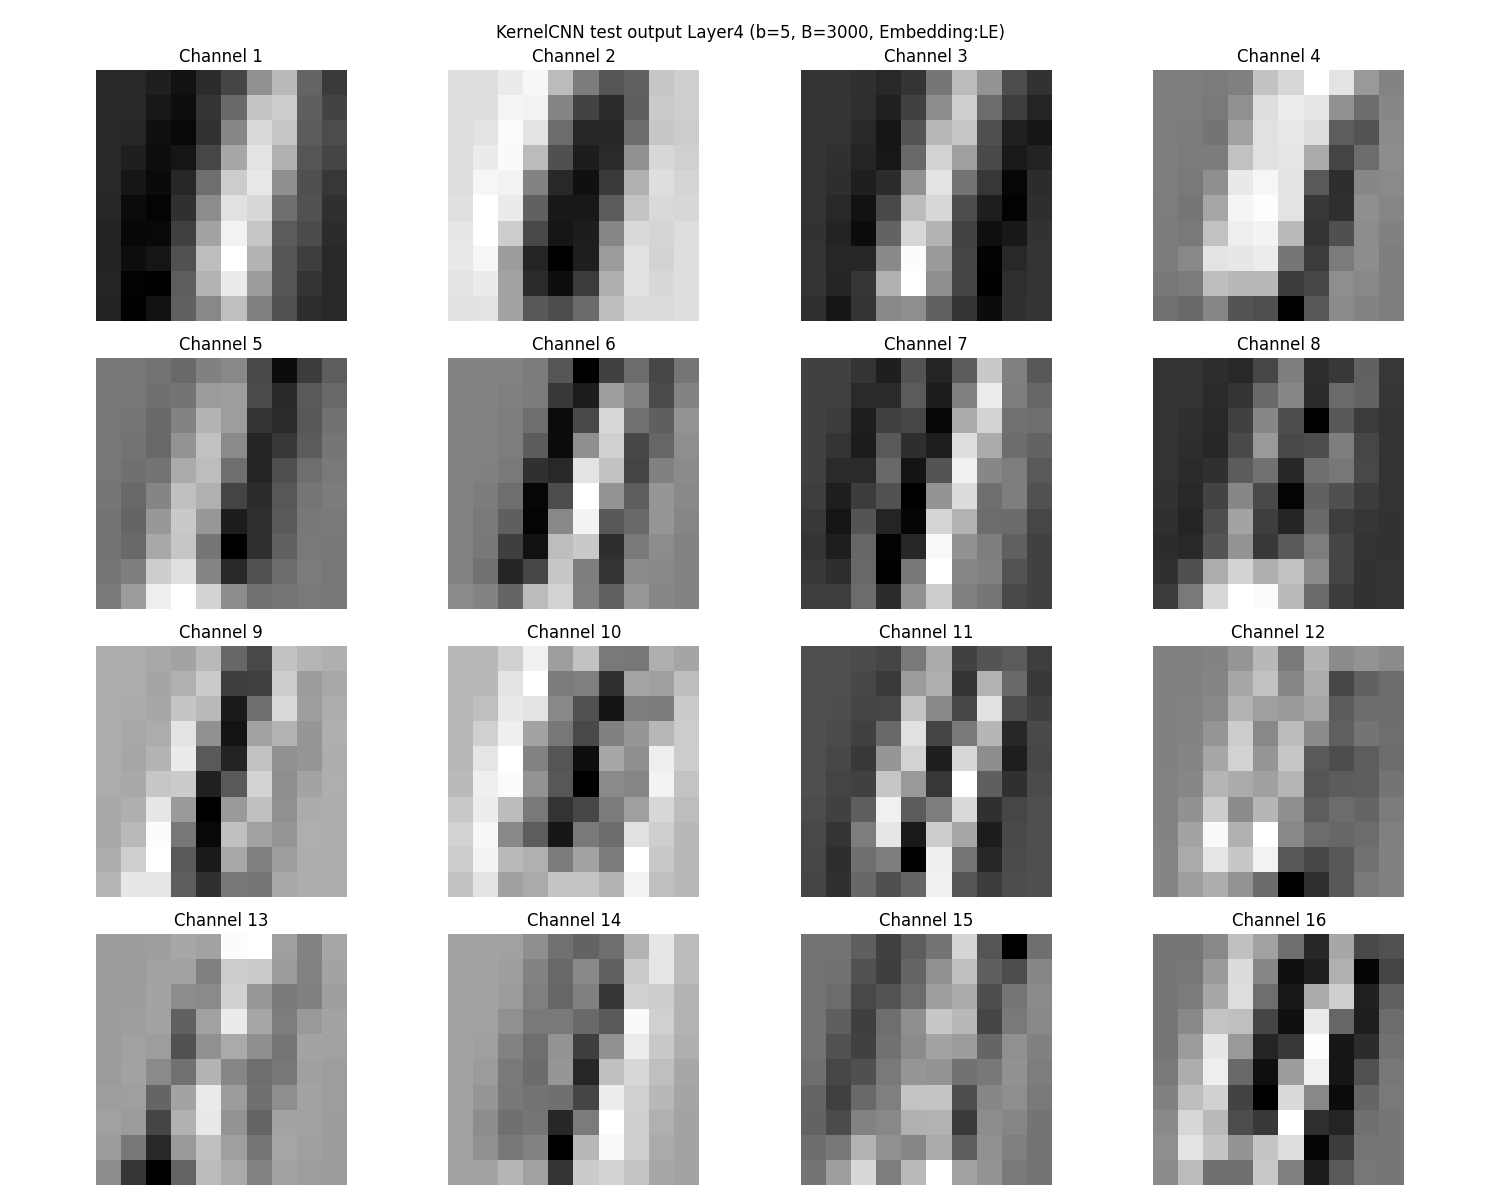 KernelCNN test output Layer4 (b=5, B=3000, Embedding:LE)
Channel 1
Channel 2
Channel 3
Channel 4
Channel 5
Channel 6
Channel 7
Channel 8
Channel 9
Channel 10
Channel 11
Channel 12
Channel 13
Channel 14
Channel 15
Channel 16